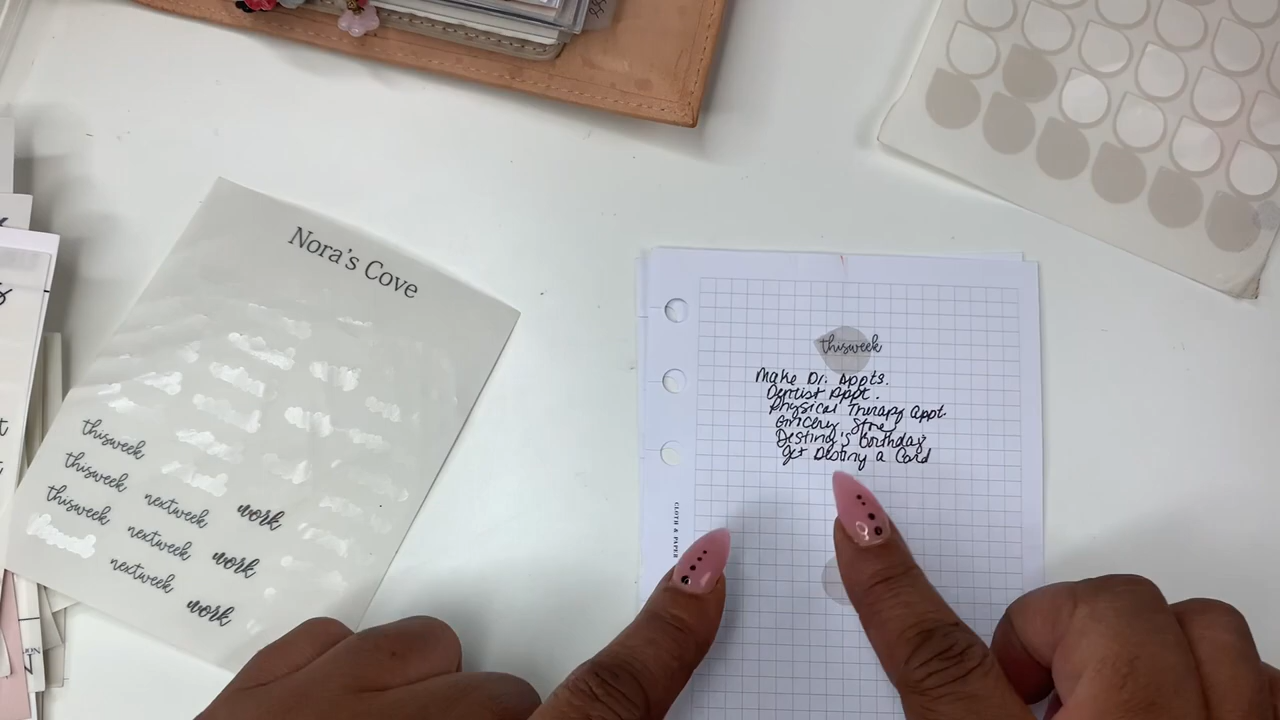 Nora's Cove
thisweek
thisweek nextweek work
thisweek nextweek work
nextweek work
thisweek
Make Dr. Appts.
Dentist Appt.
Physical Therapy Appt.
Grocery Store
Destiny's Birthday
Get Destiny a Card
CLOTH & PAPER